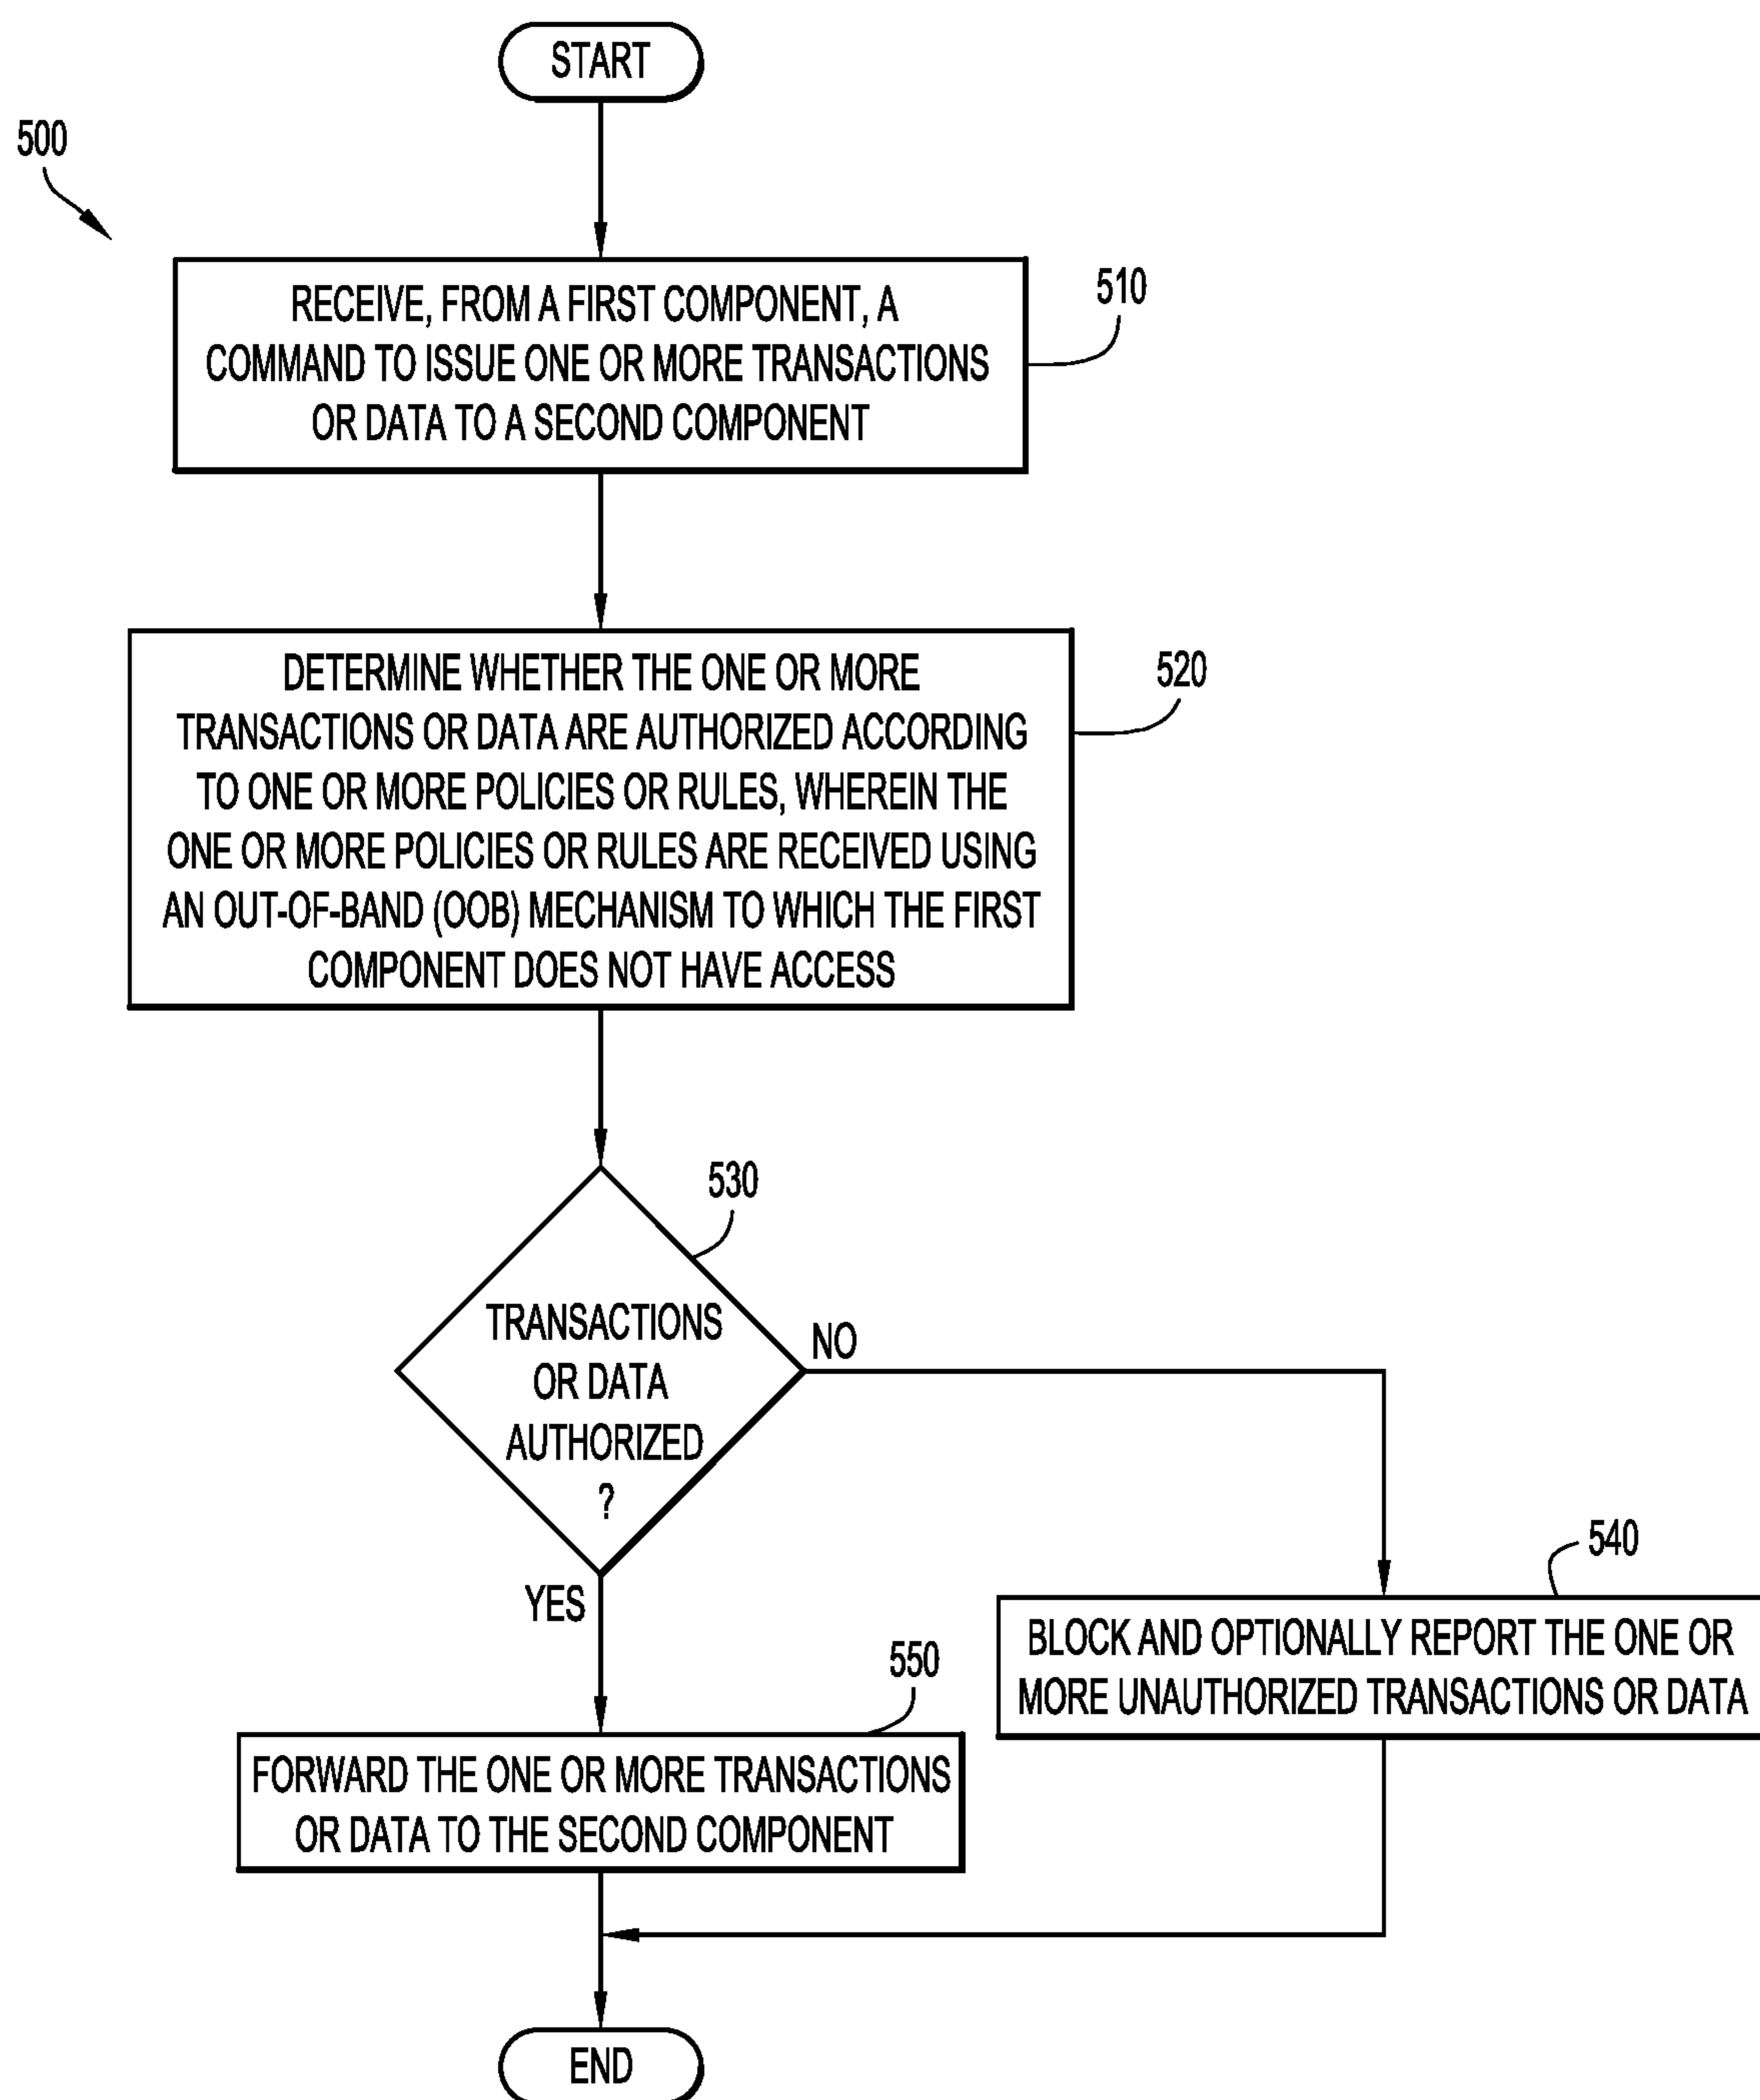 START
500
RECEIVE, FROM A FIRST COMPONENT, A
COMMAND TO ISSUE ONE OR MORE TRANSACTIONS
OR DATA TO A SECOND COMPONENT
510
DETERMINE WHETHER THE ONE OR MORE
TRANSACTIONS OR DATA ARE AUTHORIZED ACCORDING
TO ONE OR MORE POLICIES OR RULES, WHEREIN THE
ONE OR MORE POLICIES OR RULES ARE RECEIVED USING
AN OUT-OF-BAND (OOB) MECHANISM TO WHICH THE FIRST
COMPONENT DOES NOT HAVE ACCESS
520
530
TRANSACTIONS
OR DATA
AUTHORIZED
?
NO
YES
540
BLOCK AND OPTIONALLY REPORT THE ONE OR
MORE UNAUTHORIZED TRANSACTIONS OR DATA
550
FORWARD THE ONE OR MORE TRANSACTIONS
OR DATA TO THE SECOND COMPONENT
END